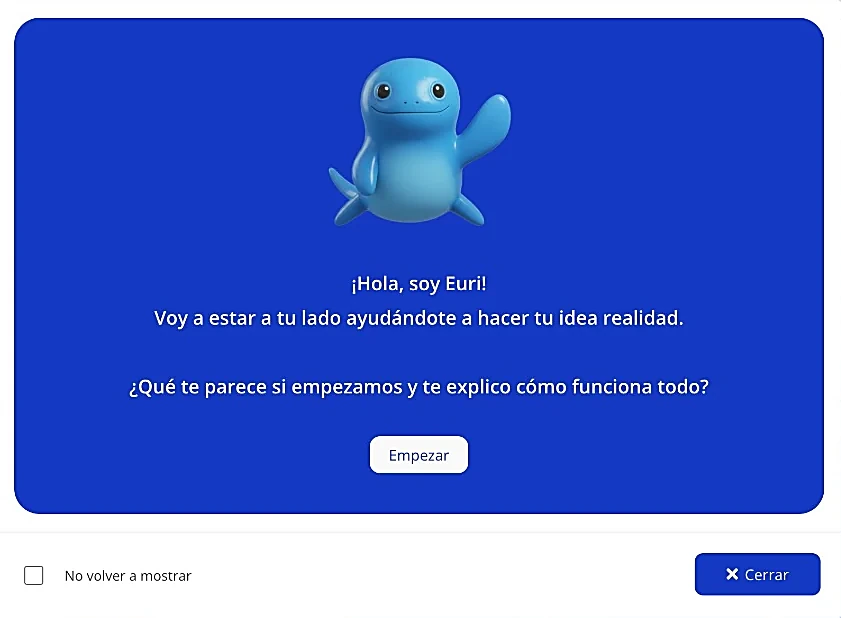 ¡Hola, soy Euri!
Voy a estar a tu lado ayudándote a hacer tu idea realidad.
¿Qué te parece si empezamos y te explico cómo funciona todo?
Empezar
No volver a mostrar
Cerrar